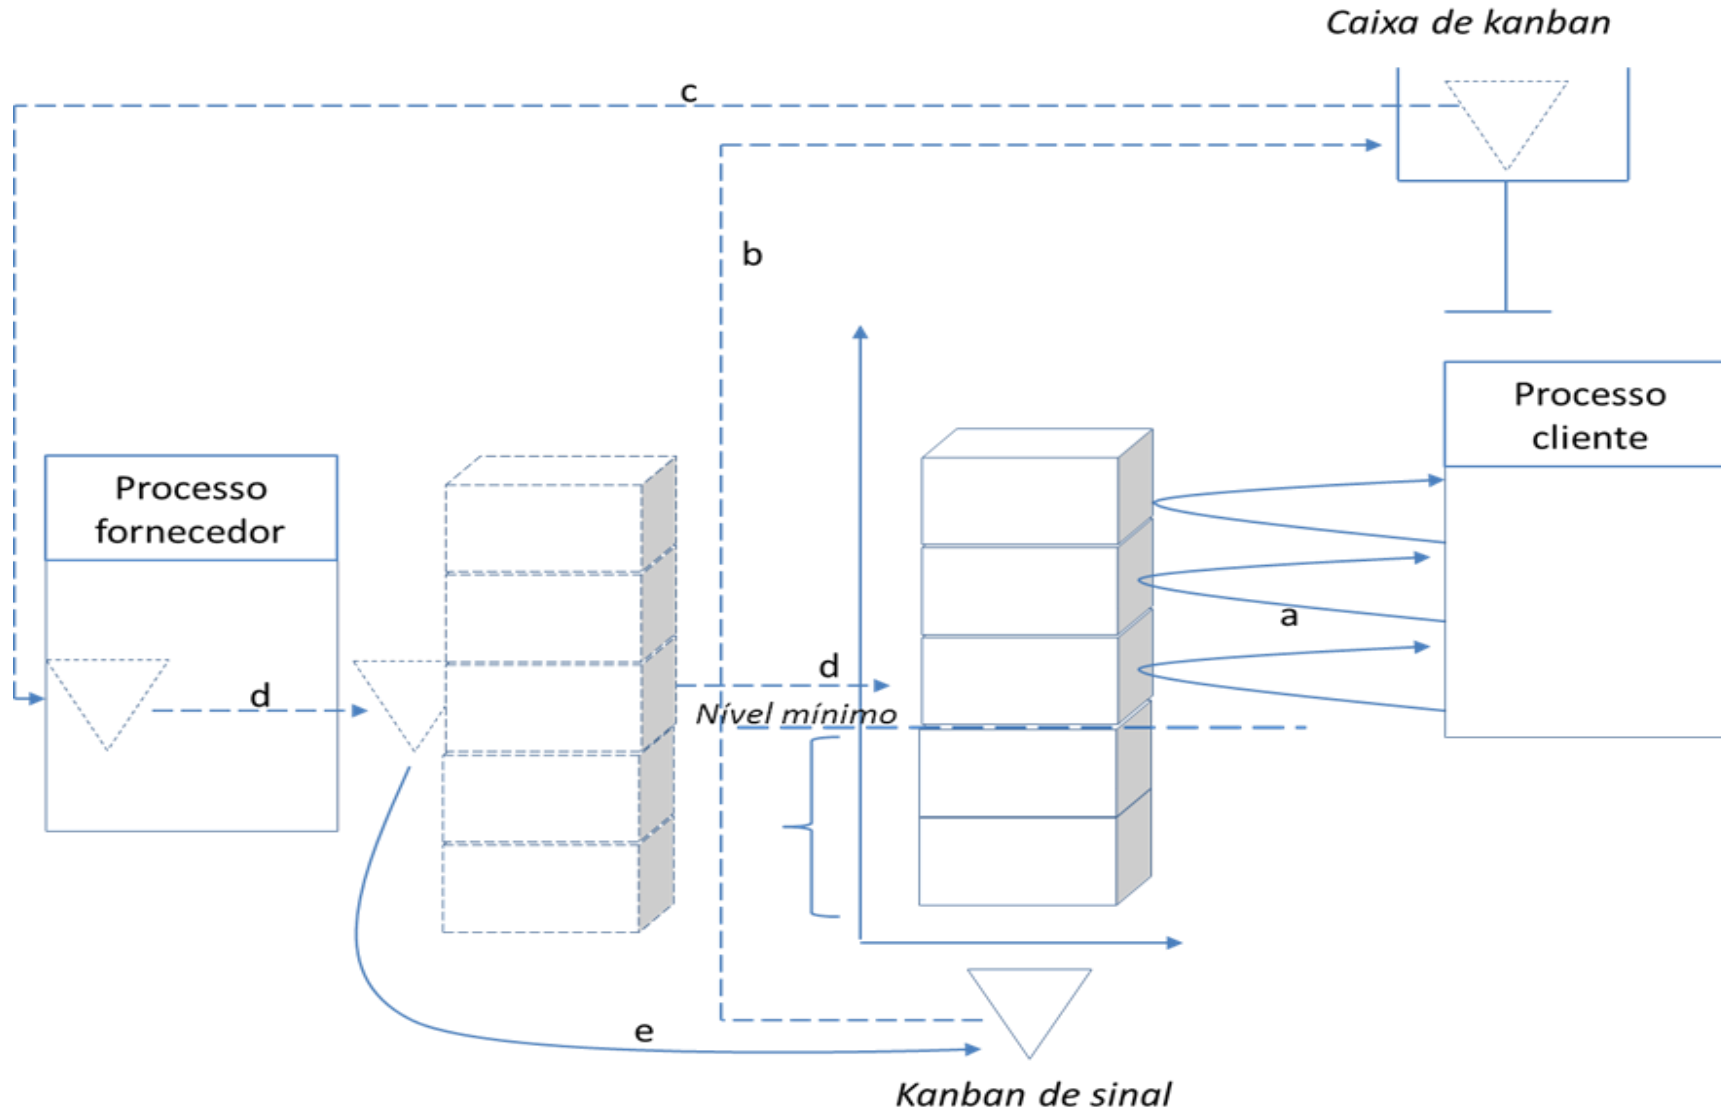 Caixa de kanban
c
b
Processo
cliente
Processo
fornecedor
a
d
d
Nível mínimo
e
Kanban de sinal